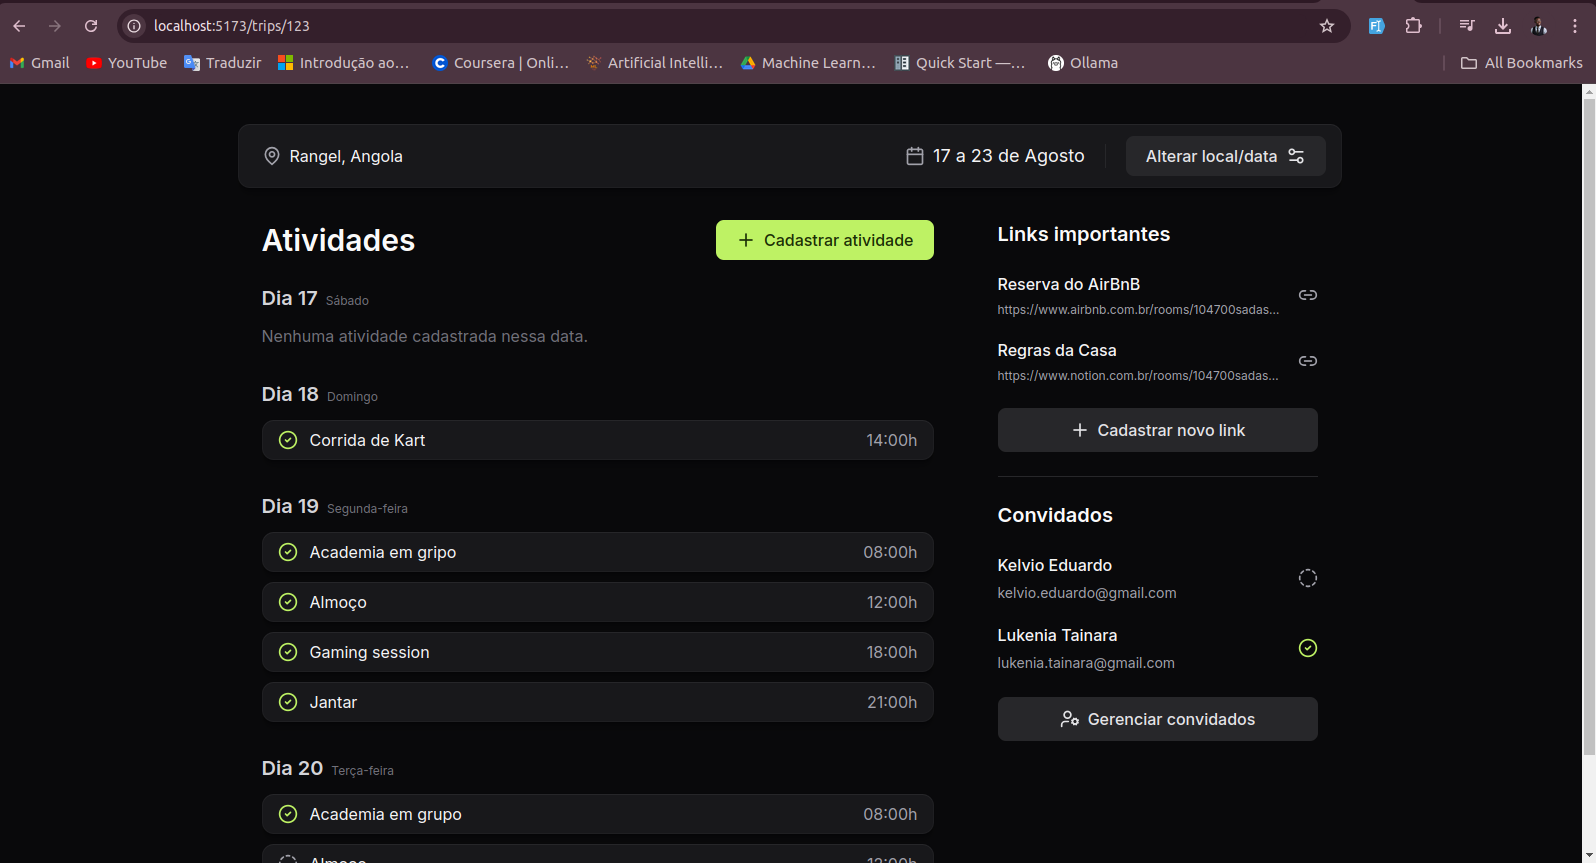 localhost:5173/trips/123
Gmail
YouTube
Traduzir
Introdução ao...
Coursera | Onli...
Artificial Intelli...
Machine Learn...
Quick Start —...
Ollama
All Bookmarks
Rangel, Angola
17 a 23 de Agosto
Alterar local/data
Atividades
Cadastrar atividade
Dia 17 Sábado
Nenhuma atividade cadastrada nessa data.
Dia 18 Domingo
Corrida de Kart 14:00h
Dia 19 Segunda-feira
Academia em gripo 08:00h
Almoço 12:00h
Gaming session 18:00h
Jantar 21:00h
Dia 20 Terça-feira
Academia em grupo 08:00h
Almoço 12:00h
Links importantes
Reserva do AirBnB
https://www.airbnb.com.br/rooms/104700sadas...
Regras da Casa
https://www.notion.com.br/rooms/104700sadas...
Cadastrar novo link
Convidados
Kelvio Eduardo
kelvio.eduardo@gmail.com
Lukenia Tainara
lukenia.tainara@gmail.com
Gerenciar convidados